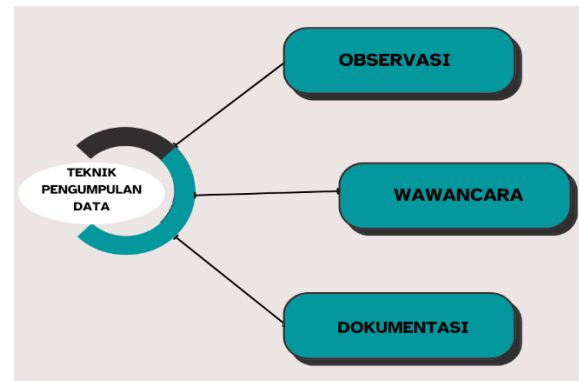 TEKNIK
PENGUMPULAN
DATA
OBSERVASI
WAWANCARA
DOKUMENTASI